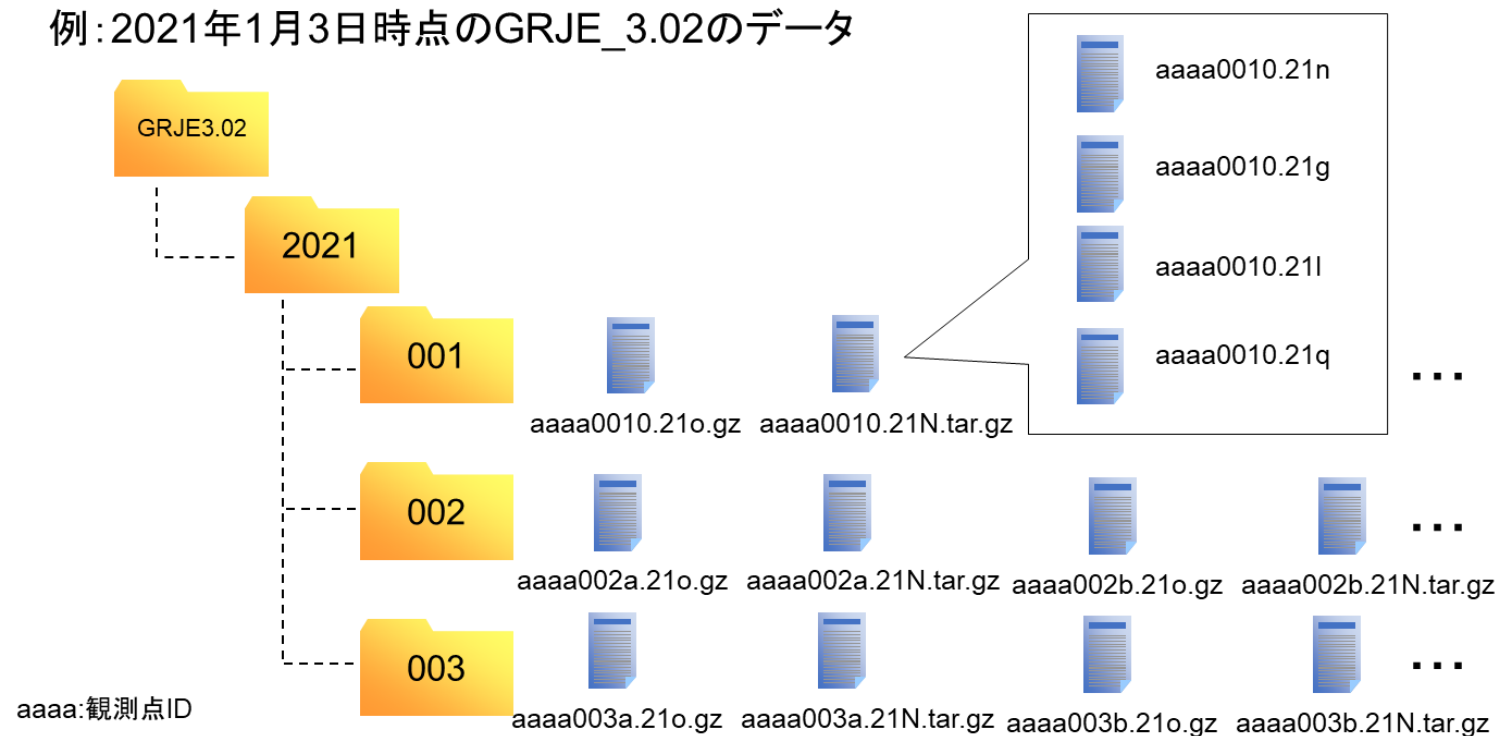 例:2021年1月3日時点のGRJE_3.02のデータ
GRJE3.02
2021
aaaa0010.21n
aaaa0010.21g
aaaa0010.21l
aaaa0010.21q
001
aaaa0010.21o.gz aaaa0010.21N.tar.gz
...
002
aaaa002a.21o.gz aaaa002a.21N.tar.gz aaaa002b.21o.gz aaaa002b.21N.tar.gz
...
003
aaaa003a.21o.gz aaaa003a.21N.tar.gz aaaa003b.21o.gz aaaa003b.21N.tar.gz
...
aaaa:観測点ID